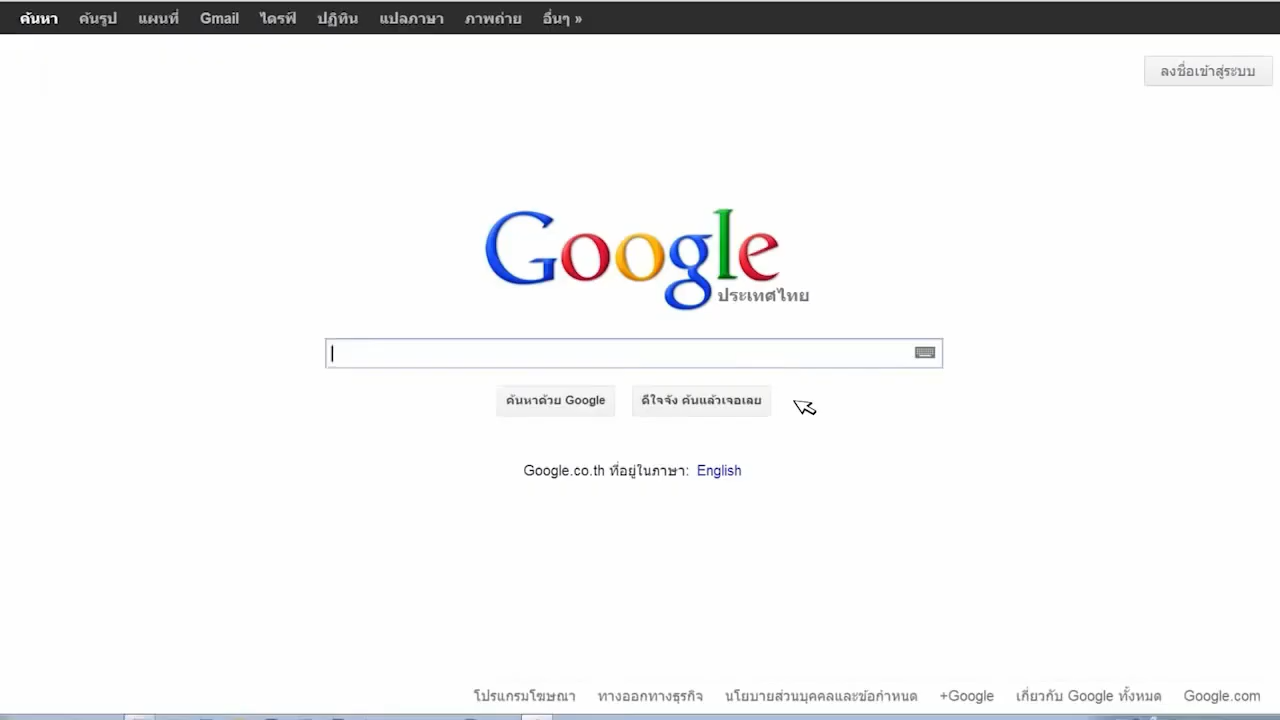 ค้นหา ค้นรูป แผนที่ Gmail ไดรฟ์ ปฏิทิน แปลภาษา ภาพถ่าย อื่นๆ »
ลงชื่อเข้าสู่ระบบ
Google
ประเทศไทย
ค้นหาด้วย Google ดีใจจัง ค้นแล้วเจอเลย
Google.co.th ที่อยู่ในภาษา: English
โปรแกรมโฆษณา ทางออกทางธุรกิจ นโยบายส่วนบุคคลและข้อกำหนด +Google เกี่ยวกับ Google ทั้งหมด Google.com